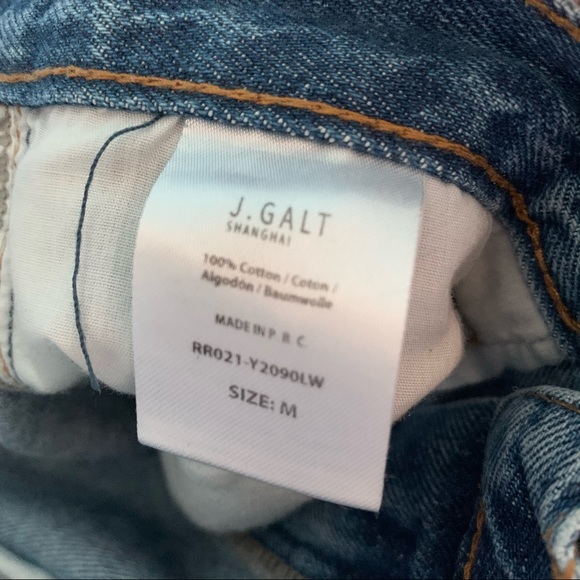 J.GALT
SHANGHAI
100% Cotton / Coton /
Algodón / Baumwolle
MADE IN P. R. C.
RR021-Y2090LW
SIZE: M